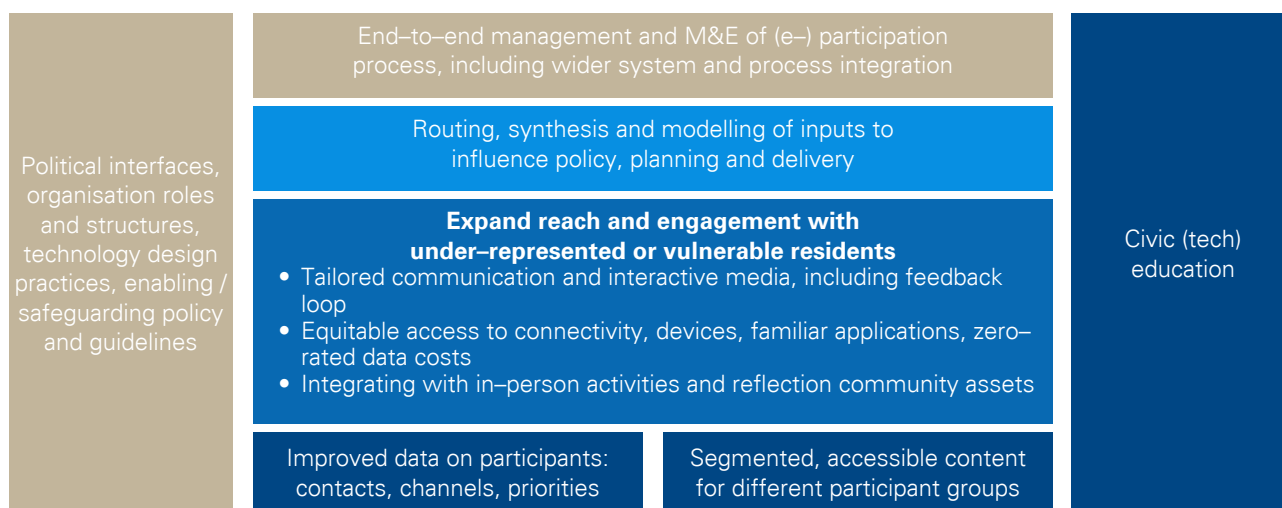 Political interfaces,
organisation roles
and structures,
technology design
practices, enabling /
safeguarding policy
and guidelines
End–to–end management and M&E of (e–) participation
process, including wider system and process integration
Routing, synthesis and modelling of inputs to
influence policy, planning and delivery
Expand reach and engagement with
under–represented or vulnerable residents
• Tailored communication and interactive media, including feedback
loop
• Equitable access to connectivity, devices, familiar applications, zero–
rated data costs
• Integrating with in–person activities and reflection community assets
Improved data on participants:
contacts, channels, priorities
Segmented, accessible content
for different participant groups
Civic (tech)
education